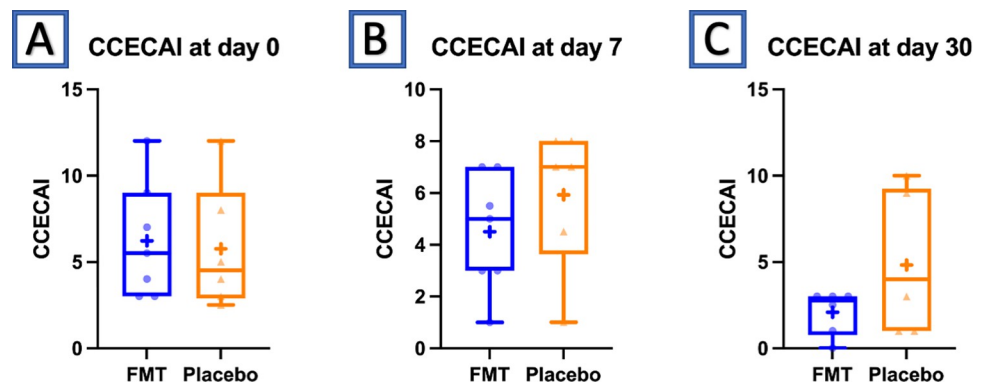 A CCECAI at day 0
CCECAI
15
10
5
0
FMT Placebo
B CCECAI at day 7
CCECAI
10
8
6
4
2
0
FMT Placebo
C CCECAI at day 30
CCECAI
15
10
5
0
FMT Placebo